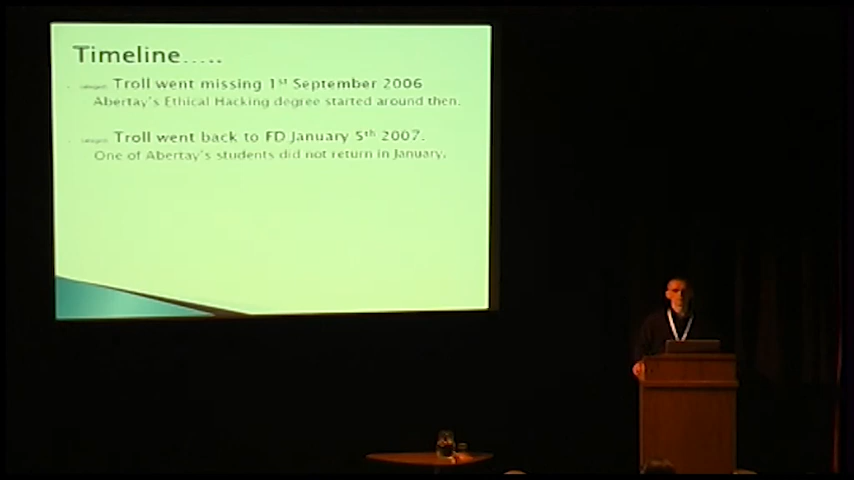 Timeline.....
Troll went missing 1st September 2006
Abertay's Ethical Hacking degree started around then.
Troll went back to FD January 5th 2007.
One of Abertay's students did not return in January.